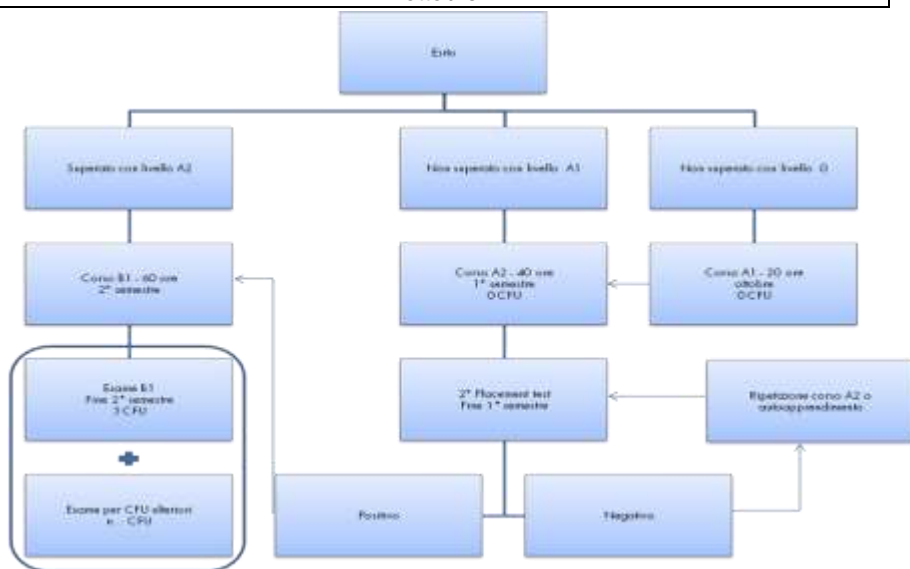 Esito
Superato con livello A2
Non superato con livello A1
Non superato con livello 0
Corso B1 - 60 ore
2° semestre
Corso A2 - 40 ore
1° semestre
0 CFU
Corso A1 - 20 ore
ottobre
0 CFU
Esame B1
Fine 2° semestre
3 CFU
2° Placement test
Fine 1° semestre
Ripetizione corso A2 o
autoapprendimento
Esame per CFU ulteriori
CFU
Positivo
Negativo